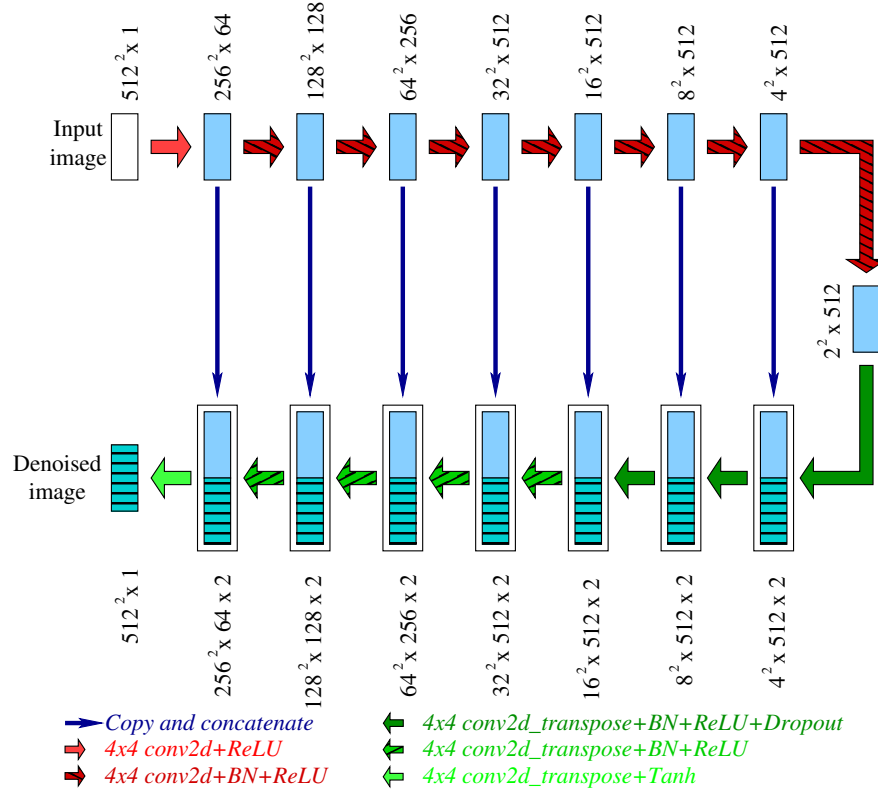 512² x 1
256² x 64
128² x 128
64² x 256
32² x 512
16² x 512
8² x 512
4² x 512
Input
image
2² x 512
Denoised
image
512² x 1
256² x 64 x 2
128² x 128 x 2
64² x 256 x 2
32² x 512 x 2
16² x 512 x 2
8² x 512 x 2
4² x 512 x 2
Copy and concatenate
4x4 conv2d+ReLU
4x4 conv2d+BN+ReLU
4x4 conv2d_transpose+BN+ReLU+Dropout
4x4 conv2d_transpose+BN+ReLU
4x4 conv2d_transpose+Tanh